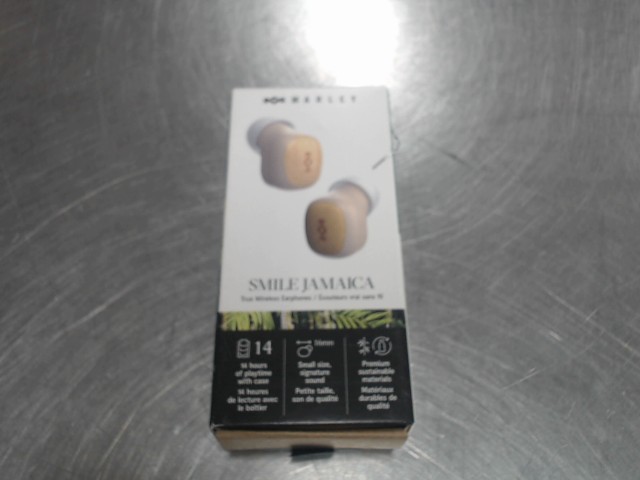 MARLEY
SMILE JAMAICA
True Wireless Earphones / Écouteurs vrai sans fil
14
14 hours
of playtime
with case
14 heures
de lecture avec
le boîtier
Small size,
signature
sound
Petite taille,
son de qualité
Premium
sustainable
materials
Matériaux
durables de
qualité